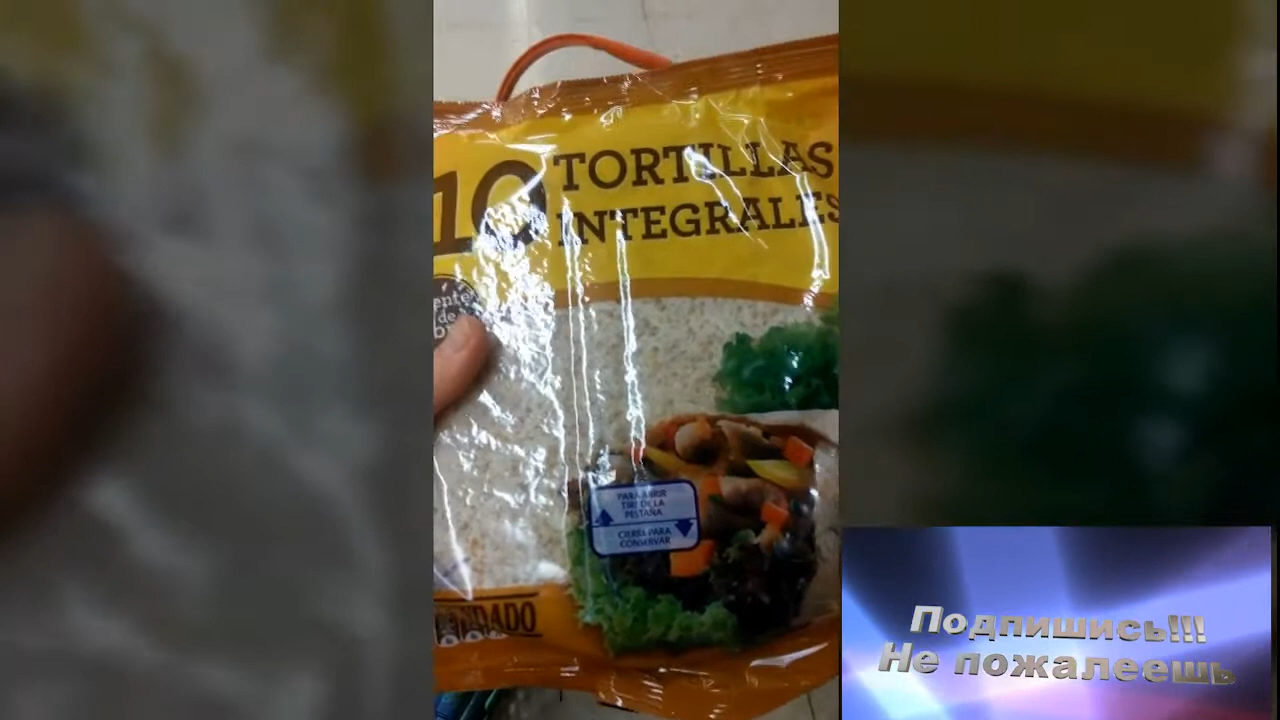 10 TORTILLAS
INTEGRALES
PARA ABRIR
TIRE DE LA
PESTAÑA
CIERRE PARA
CONSERVAR
Подпишись!!!
Не пожалеешь